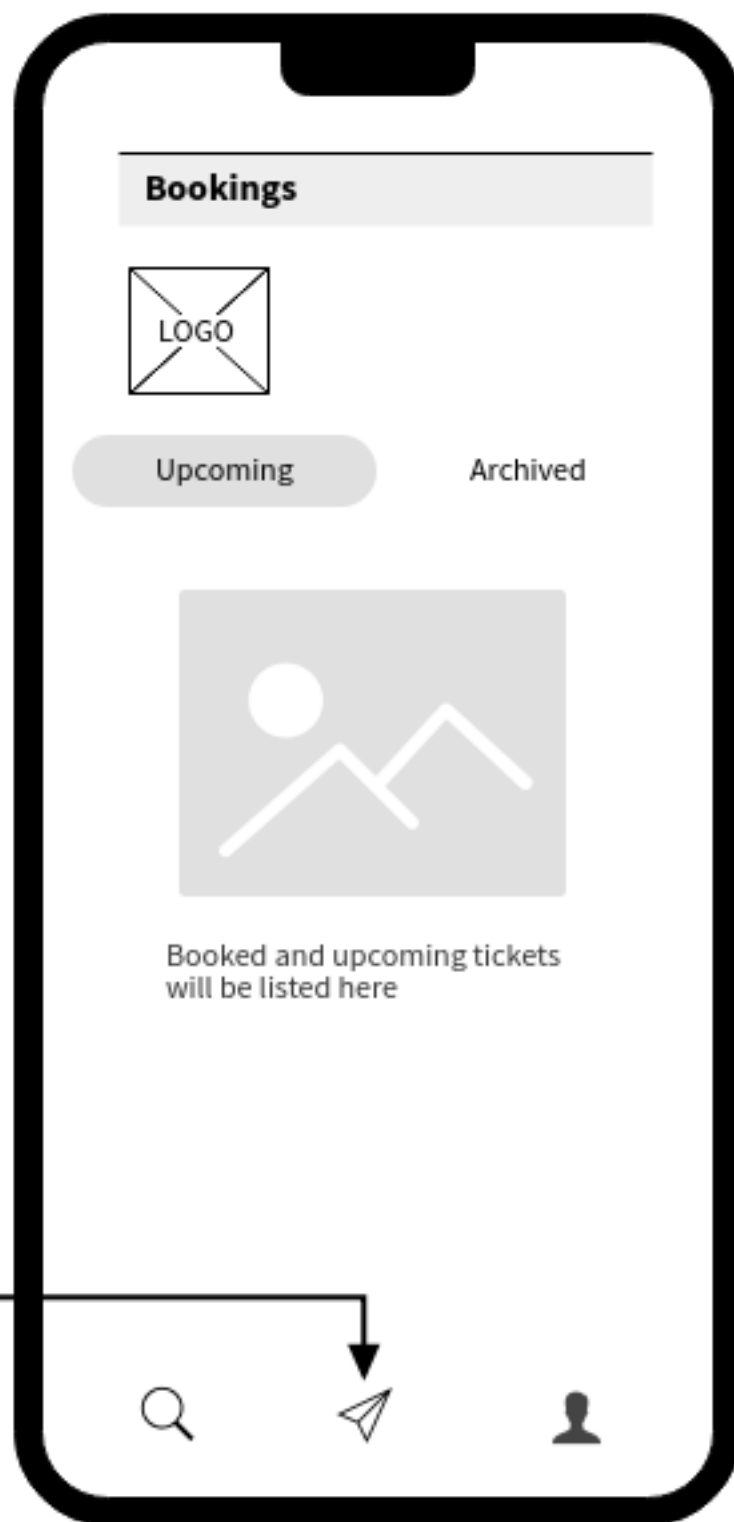 Bookings
LOGO
Upcoming Archived
Booked and upcoming tickets
will be listed here